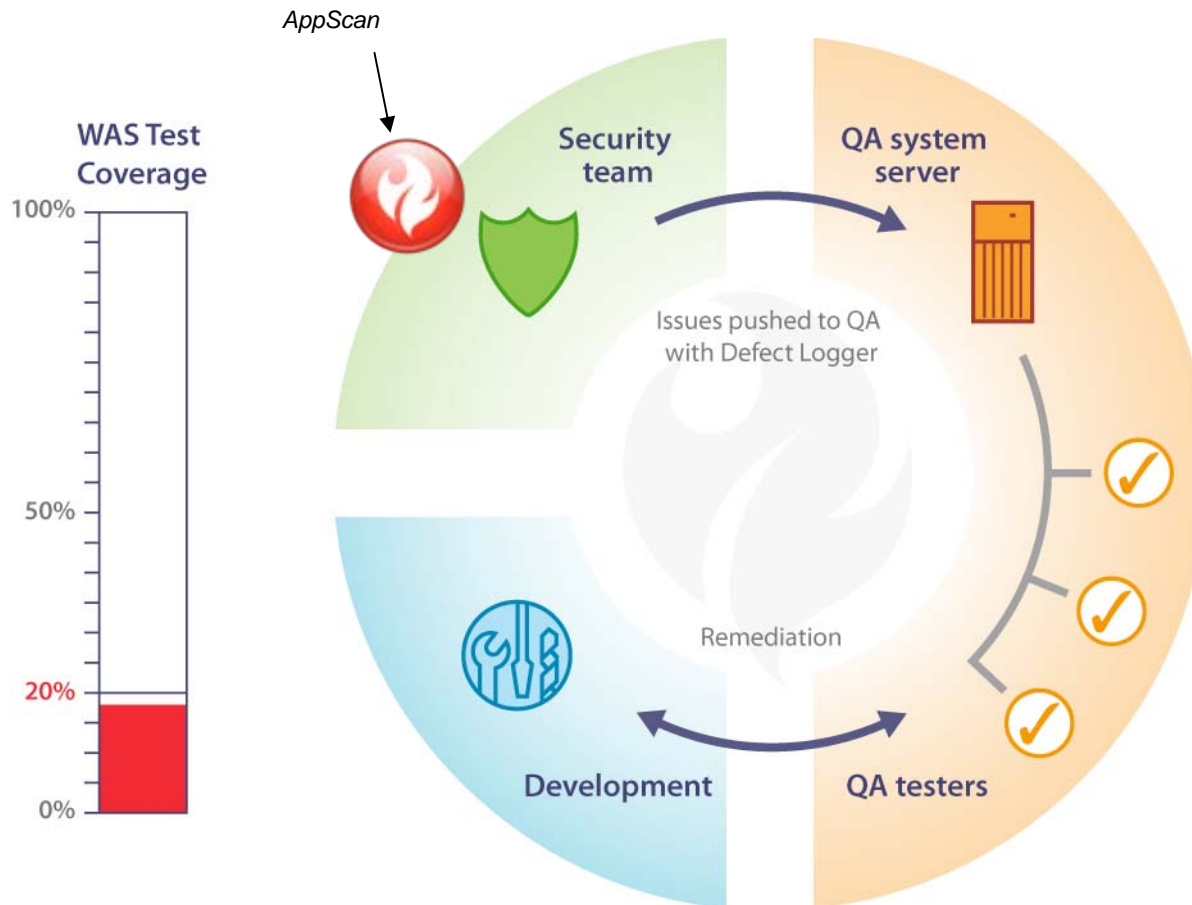 AppScan
WAS Test
Coverage
100%
50%
20%
0%
Security
team
QA system
server
Issues pushed to QA
with Defect Logger
Remediation
Development
QA testers